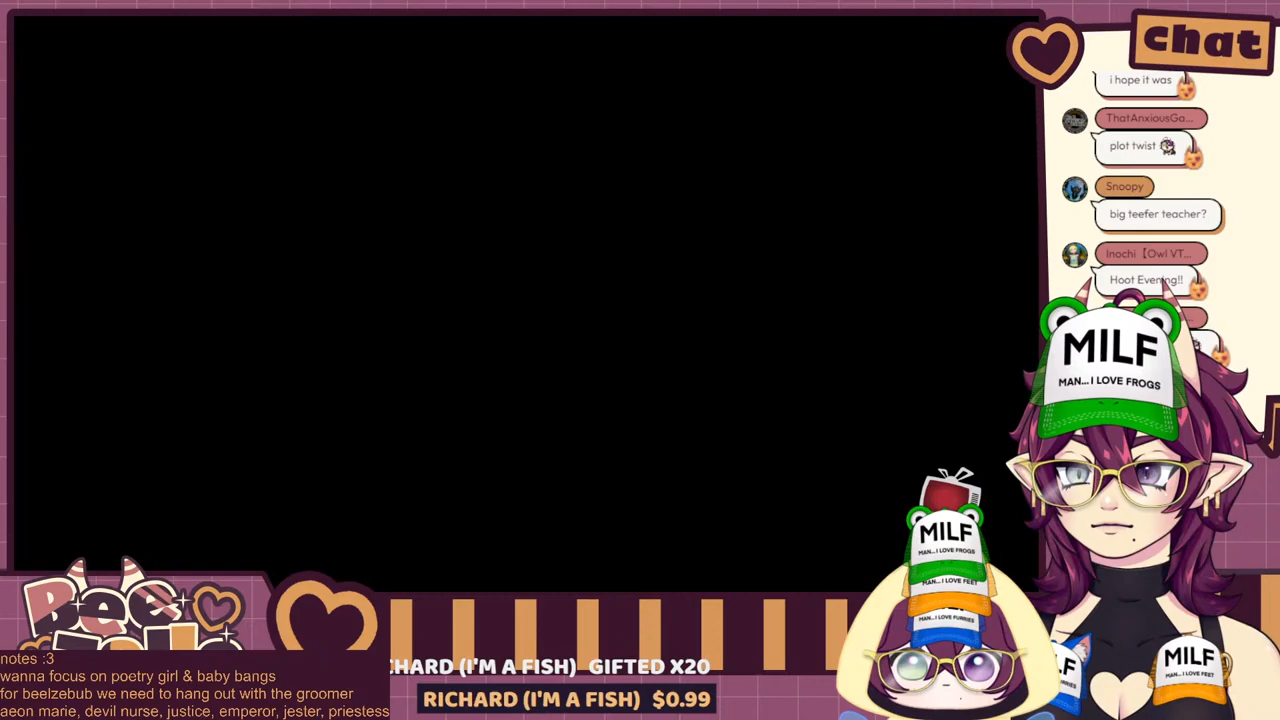 chat
i hope it was
ThatAnxiousGa...
plot twist
Snoopy
big teefer teacher?
Inochi【Owl VT...
Hoot Evening!!
MILF
MAN...I LOVE FROGS
MILF
MAN...I LOVE FROGS
MAN...I LOVE FEET
MAN...I LOVE FURRIES
MILF
MAN...I LOVE FEET
Bee
notes :3
wanna focus on poetry girl & baby bangs
for beelzebub we need to hang out with the groomer
aeon marie, devil nurse, justice, emperor, jester, priestess
CHARD (I'M A FISH) GIFTED X20
RICHARD (I'M A FISH) $0.99